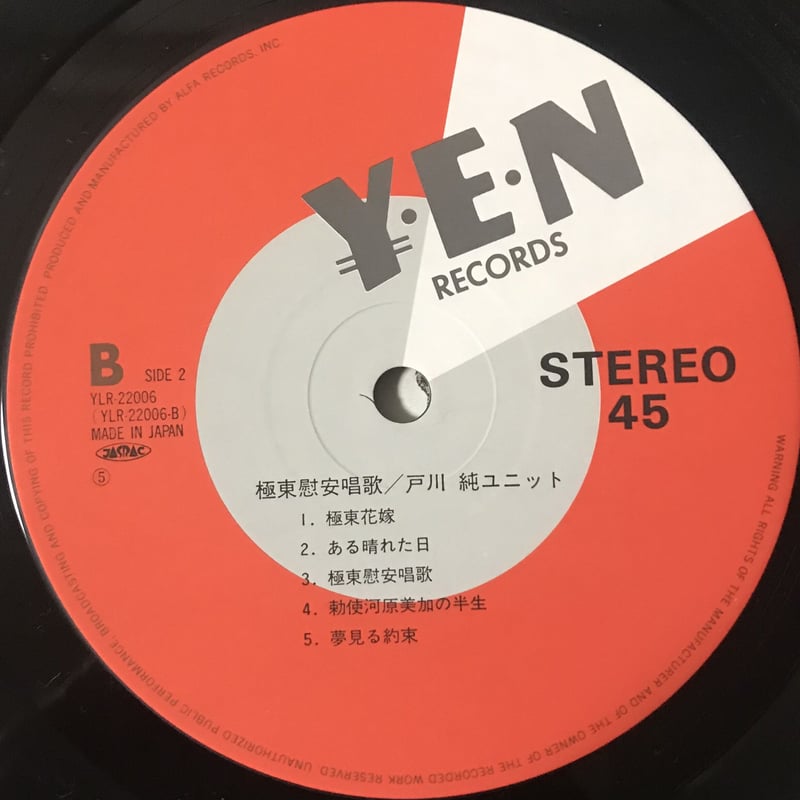 Y·E·N
RECORDS
B SIDE 2
YLR-22006
(YLR-22006-B)
MADE IN JAPAN
JASRAC
⑤
STEREO
45
極東慰安唱歌／戸川 純ユニット
1. 極東花嫁
2. ある晴れた日
3. 極東慰安唱歌
4. 勅使河原美加の半生
5. 夢見る約束
WARNING ALL RIGHTS OF THE MANUFACTURER AND OF THE OWNER OF THE RECORDED WORK RESERVED. UNAUTHORIZED PUBLIC PERFORMANCE, BROADCASTING AND COPYING OF THIS RECORD PROHIBITED PRODUCED AND MANUFACTURED BY ALFA RECORDS, INC.